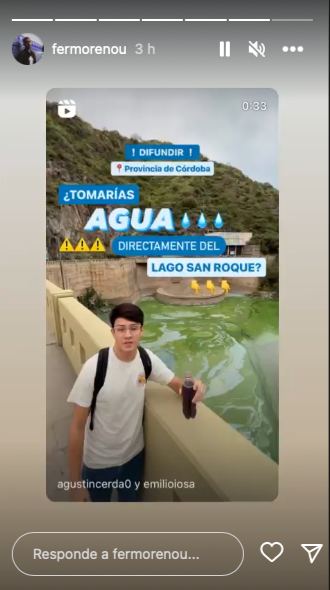 fermorenou 3 h
0:33
! DIFUNDIR !
Provincia de Córdoba
¿TOMARÍAS
AGUA
DIRECTAMENTE DEL
LAGO SAN ROQUE?
agustincerda0 y emilioiosa
Responde a fermorenou...